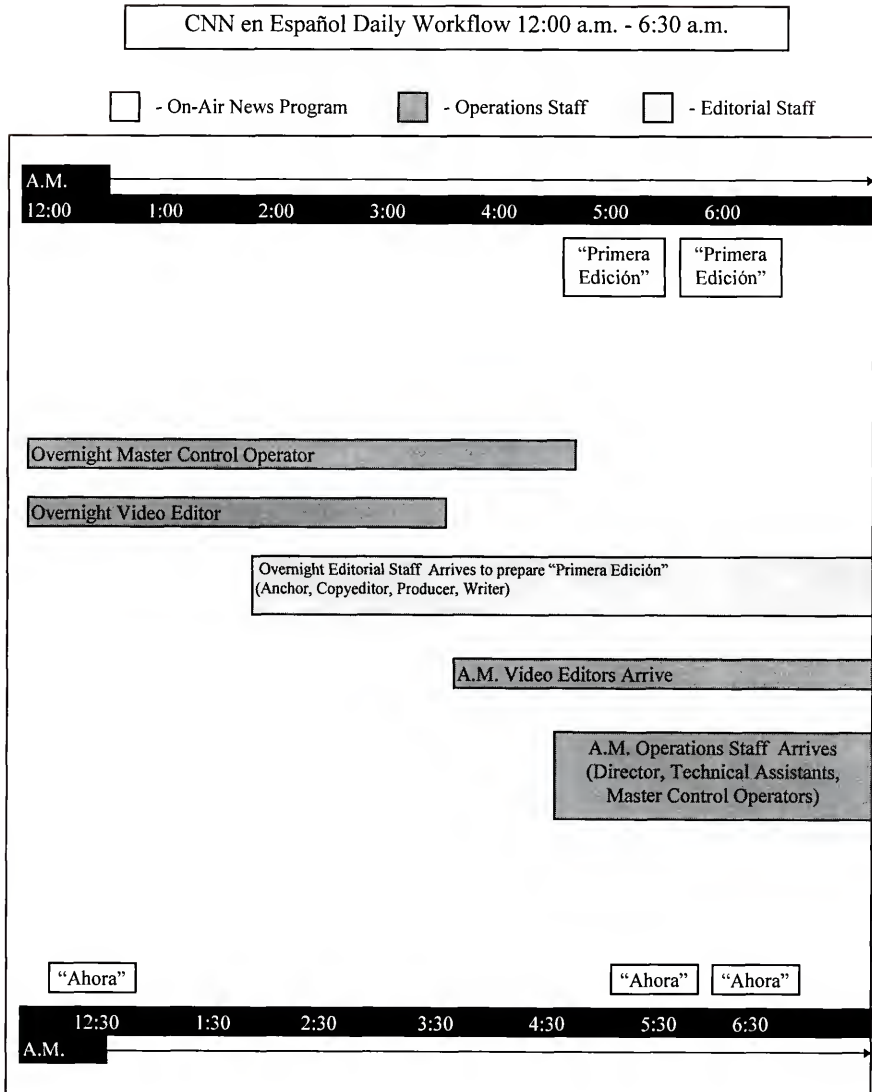 CNN en Español Daily Workflow 12:00 a.m. - 6:30 a.m.
- On-Air News Program - Operations Staff - Editorial Staff
A.M.
12:00 1:00 2:00 3:00 4:00 5:00 6:00
“Primera Edición”
“Primera Edición”
Overnight Master Control Operator
Overnight Video Editor
Overnight Editorial Staff Arrives to prepare “Primera Edición”
(Anchor, Copyeditor, Producer, Writer)
A.M. Video Editors Arrive
A.M. Operations Staff Arrives
(Director, Technical Assistants,
Master Control Operators)
“Ahora” “Ahora” “Ahora”
12:30 1:30 2:30 3:30 4:30 5:30 6:30
A.M.